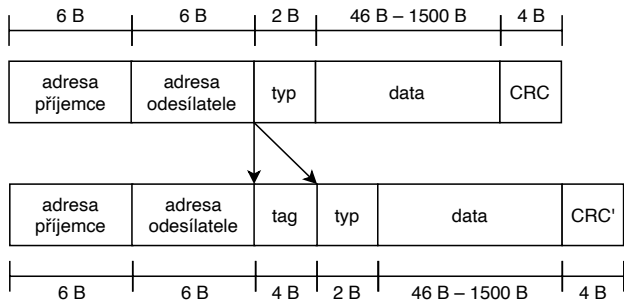 6 B 6 B 2 B 46 B – 1500 B 4 B
adresa příjemce adresa odesílatele typ data CRC
adresa příjemce adresa odesílatele tag typ data CRC'
6 B 6 B 4 B 2 B 46 B – 1500 B 4 B